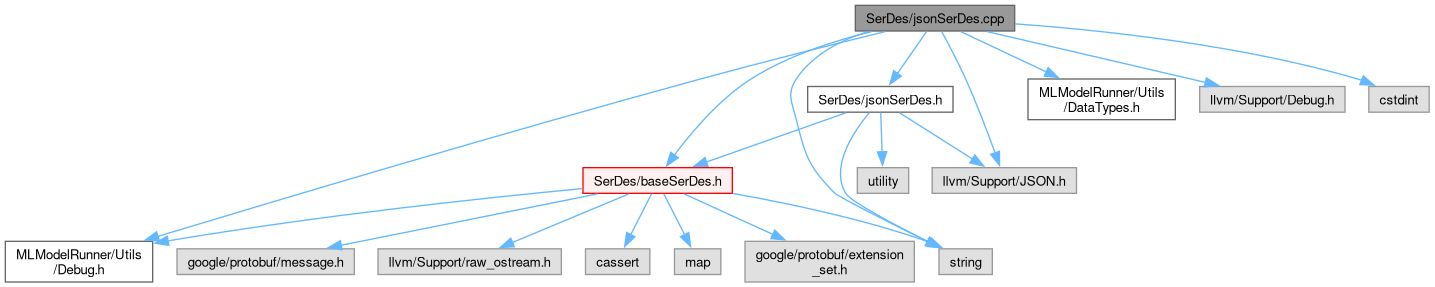 SerDes/jsonSerDes.cpp
SerDes/jsonSerDes.h
MLModelRunner/Utils
/DataTypes.h
llvm/Support/Debug.h
cstdint
SerDes/baseSerDes.h
utility
llvm/Support/JSON.h
MLModelRunner/Utils
/Debug.h
google/protobuf/message.h
llvm/Support/raw_ostream.h
cassert
map
google/protobuf/extension
_set.h
string